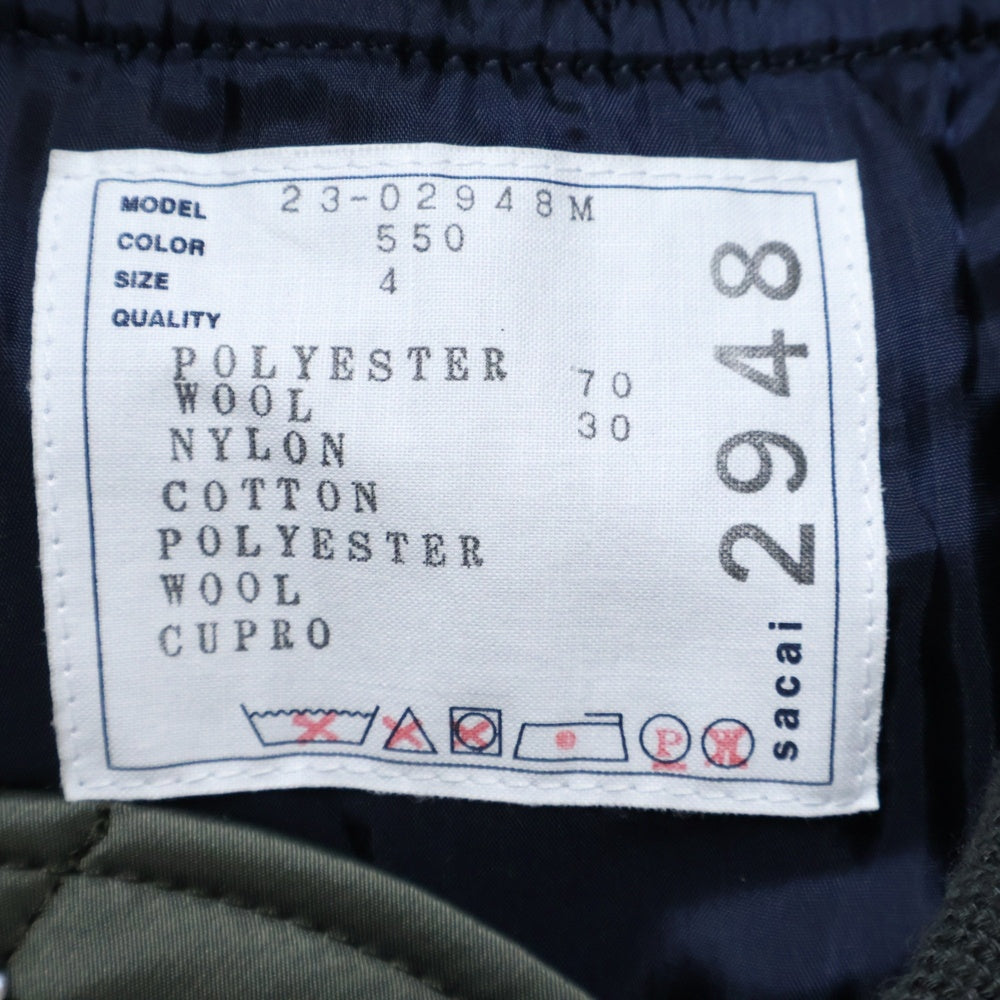 MODEL 23-02948M
COLOR 550
SIZE 4
QUALITY
POLYESTER 70
WOOL 30
NYLON
COTTON
POLYESTER
WOOL
CUPRO
P W
sacai 2948